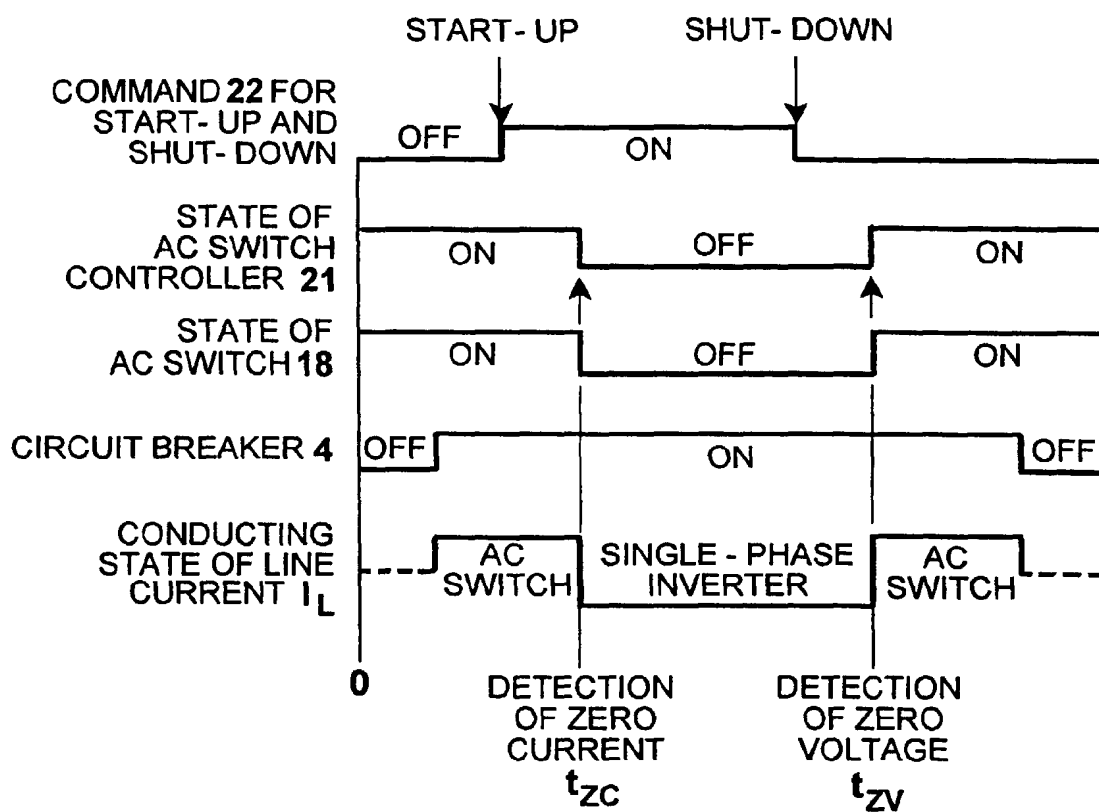 START- UP
SHUT- DOWN
COMMAND 22 FOR
START- UP AND
SHUT- DOWN
OFF
ON
STATE OF
AC SWITCH
CONTROLLER 21
ON
OFF
ON
STATE OF
AC SWITCH 18
ON
OFF
ON
CIRCUIT BREAKER 4
OFF
ON
OFF
CONDUCTING
STATE OF LINE
CURRENT IL
AC
SWITCH
SINGLE - PHASE
INVERTER
AC
SWITCH
0
DETECTION
OF ZERO
CURRENT
tZC
DETECTION
OF ZERO
VOLTAGE
tZV